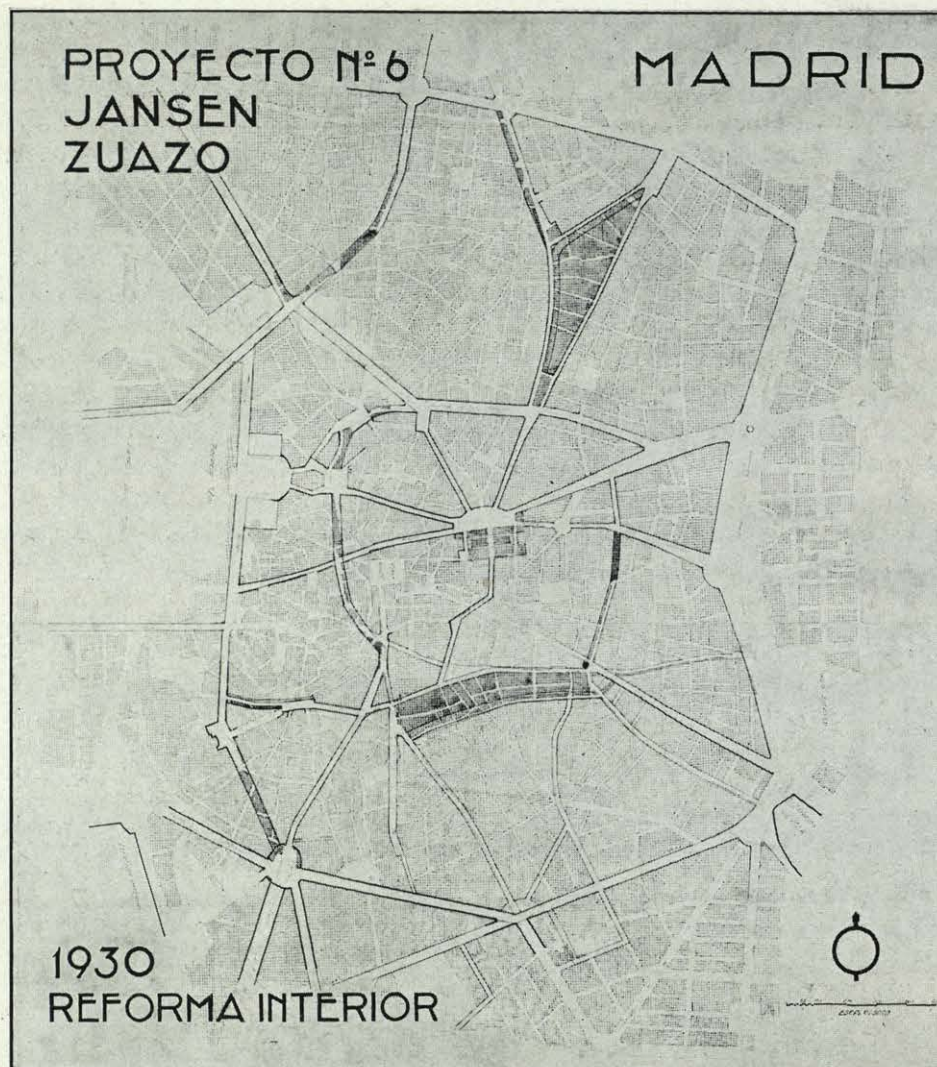 PROYECTO Nº 6
JANSEN
ZUAZO
MADRID
1930
REFORMA INTERIOR